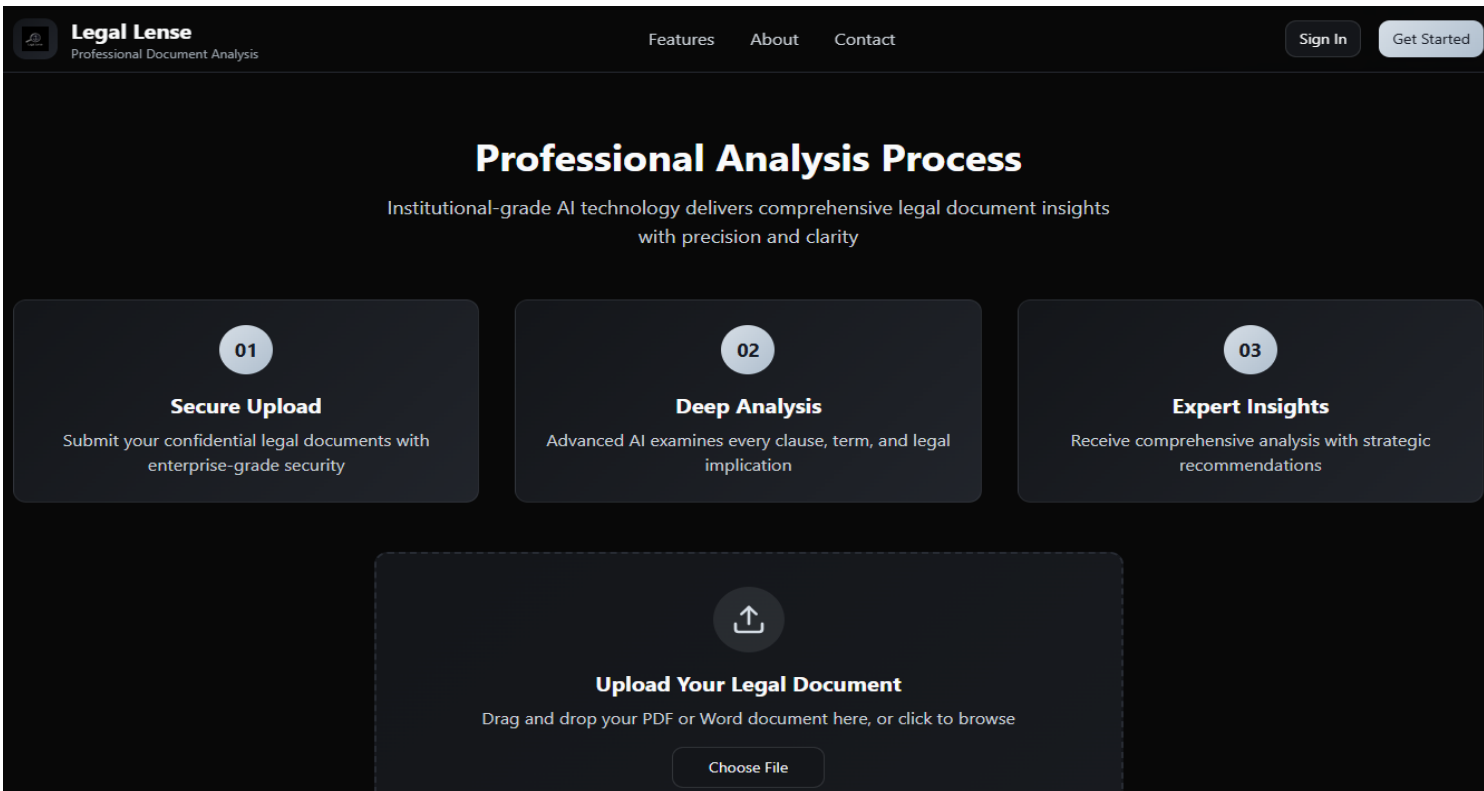 Legal Lense
Professional Document Analysis
Features
About
Contact
Sign In
Get Started
Professional Analysis Process
Institutional-grade AI technology delivers comprehensive legal document insights
with precision and clarity
01
Secure Upload
Submit your confidential legal documents with
enterprise-grade security
02
Deep Analysis
Advanced AI examines every clause, term, and legal
implication
03
Expert Insights
Receive comprehensive analysis with strategic
recommendations
Upload Your Legal Document
Drag and drop your PDF or Word document here, or click to browse
Choose File